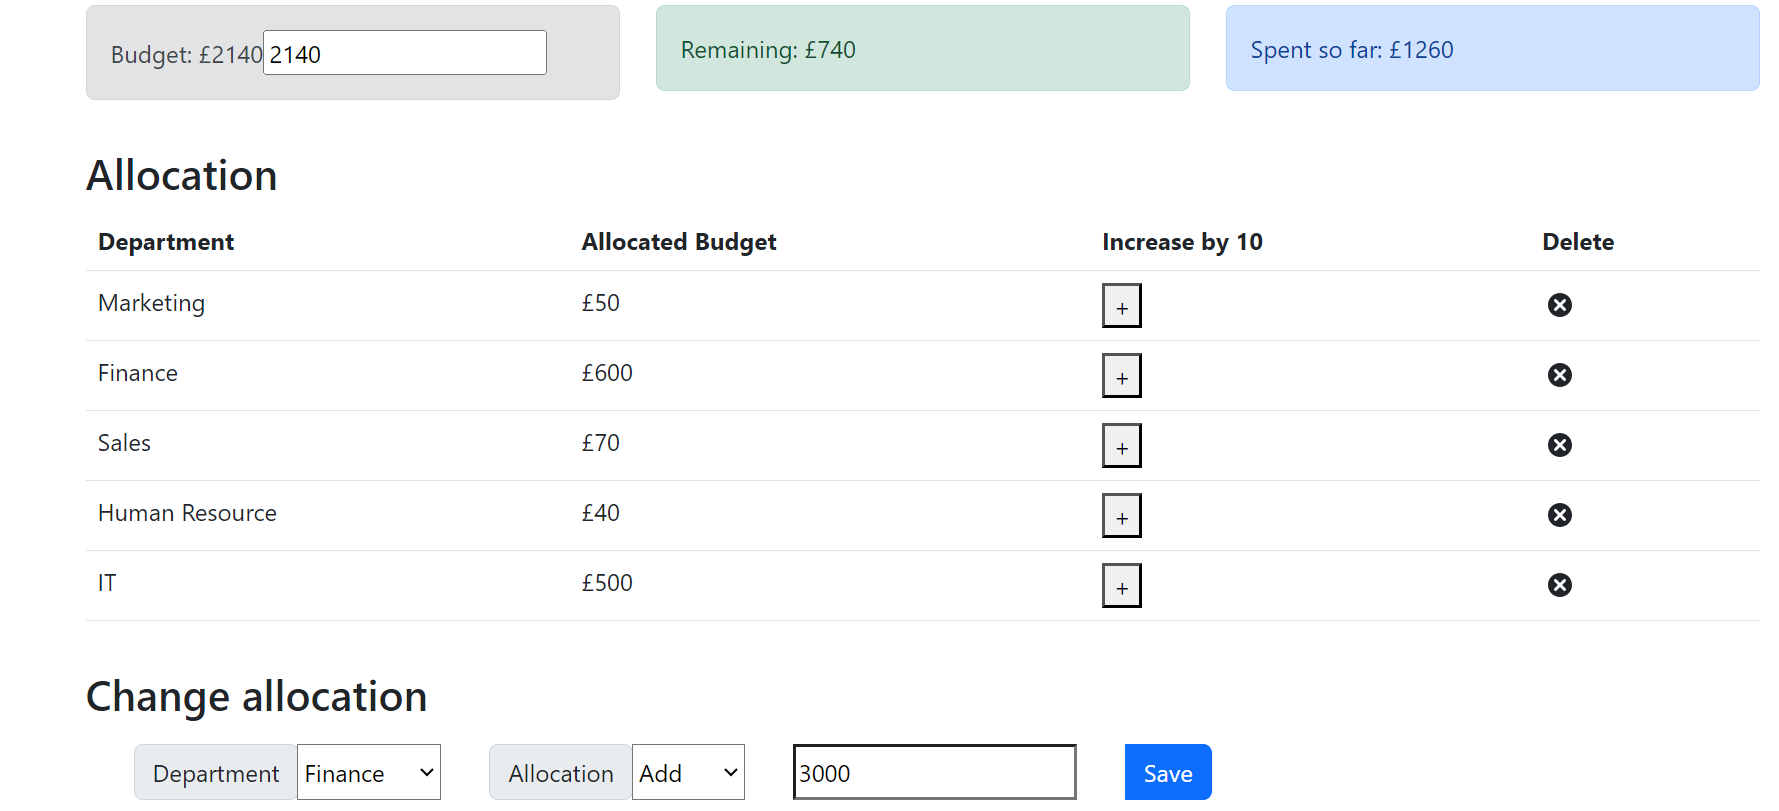 Budget: £2140 2140 Remaining: £740 Spent so far: £1260
Allocation
Department Allocated Budget Increase by 10 Delete
Marketing £50 +
Finance £600 +
Sales £70 +
Human Resource £40 +
IT £500 +
Change allocation
Department Finance Allocation Add 3000 Save